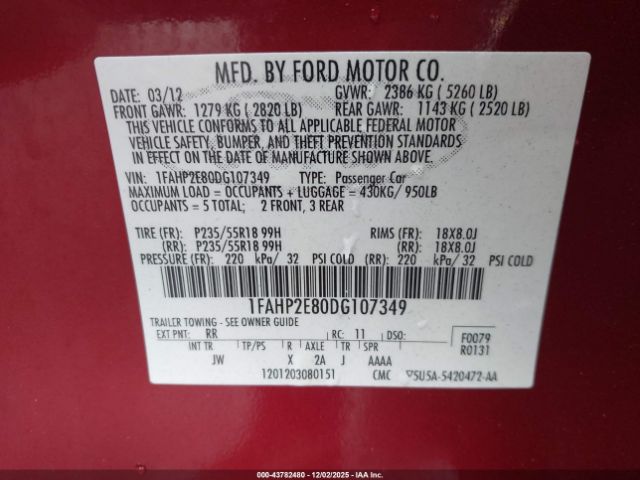 MFD. BY FORD MOTOR CO.
DATE: 03/12 GVWR: 2386 KG ( 5260 LB)
FRONT GAWR: 1279 KG ( 2820 LB) REAR GAWR: 1143 KG ( 2520 LB)
THIS VEHICLE CONFORMS TO ALL APPLICABLE FEDERAL MOTOR
VEHICLE SAFETY, BUMPER, AND THEFT PREVENTION STANDARDS
IN EFFECT ON THE DATE OF MANUFACTURE SHOWN ABOVE.
VIN: 1FAHP2E80DG107349 TYPE: Passenger Car
MAXIMUM LOAD = OCCUPANTS + LUGGAGE = 430KG/ 950LB
OCCUPANTS = 5 TOTAL: 2 FRONT, 3 REAR
TIRE (FR): P235/55R18 99H RIMS (FR): 18X8.0J
(RR): P235/55R18 99H (RR): 18X8.0J
PRESSURE (FR): 220 kPa/ 32 PSI COLD (RR): 220 kPa/ 32 PSI COLD
1FAHP2E80DG107349
TRAILER TOWING - SEE OWNER GUIDE
EXT PNT: RR RC: 11 DSO: F0079
INT TR TP/PS R AXLE TR SPR R0131
JW X 2A J AAAA
1201203080151 CMC 5U5A-5420472-AA
000-43782480 - 12/02/2025 - IAAI.COM